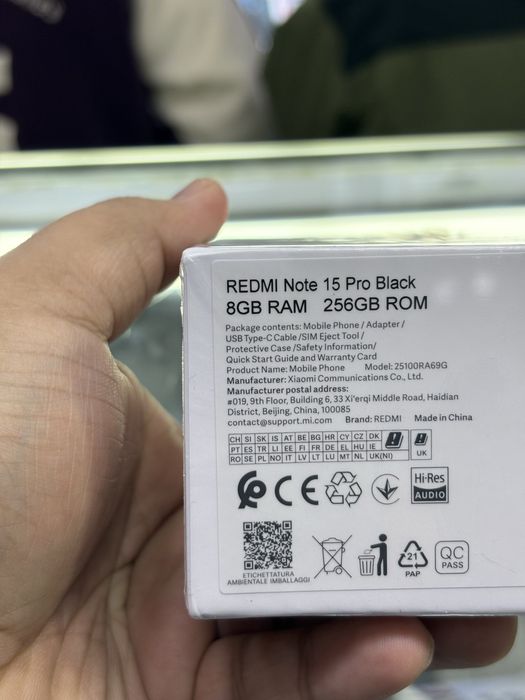 REDMI Note 15 Pro Black
8GB RAM 256GB ROM
Package contents: Mobile Phone / Adapter /
USB Type-C Cable /SIM Eject Tool /
Protective Case /Safety Information/
Quick Start Guide and Warranty Card
Product Name: Mobile Phone Model: 25100RA69G
Manufacturer: Xiaomi Communications Co., Ltd.
Manufacturer postal address:
#019, 9th Floor, Building 6, 33 Xi'erqi Middle Road, Haidian
District, Beijing, China, 100085
contact@support.mi.com Brand: REDMI Made in China
CH SI SK IS AT BE BG HR CY CZ DK
PT ES TR LI EE FI FR DE EL HU IE
RO SE PL NO IT LV LT LU MT NL UK(NI)
UK
CE
Hi-Res
AUDIO
ETICHETTATURA
AMBIENTALE IMBALLAGGI
21
PAP
QC
PASS